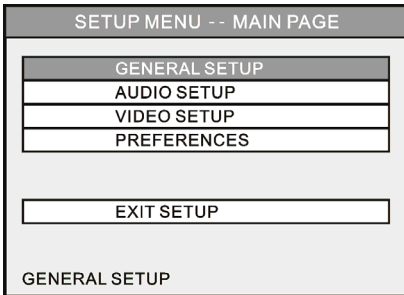 SETUP MENU -- MAIN PAGE
GENERAL SETUP
AUDIO SETUP
VIDEO SETUP
PREFERENCES
EXIT SETUP
GENERAL SETUP